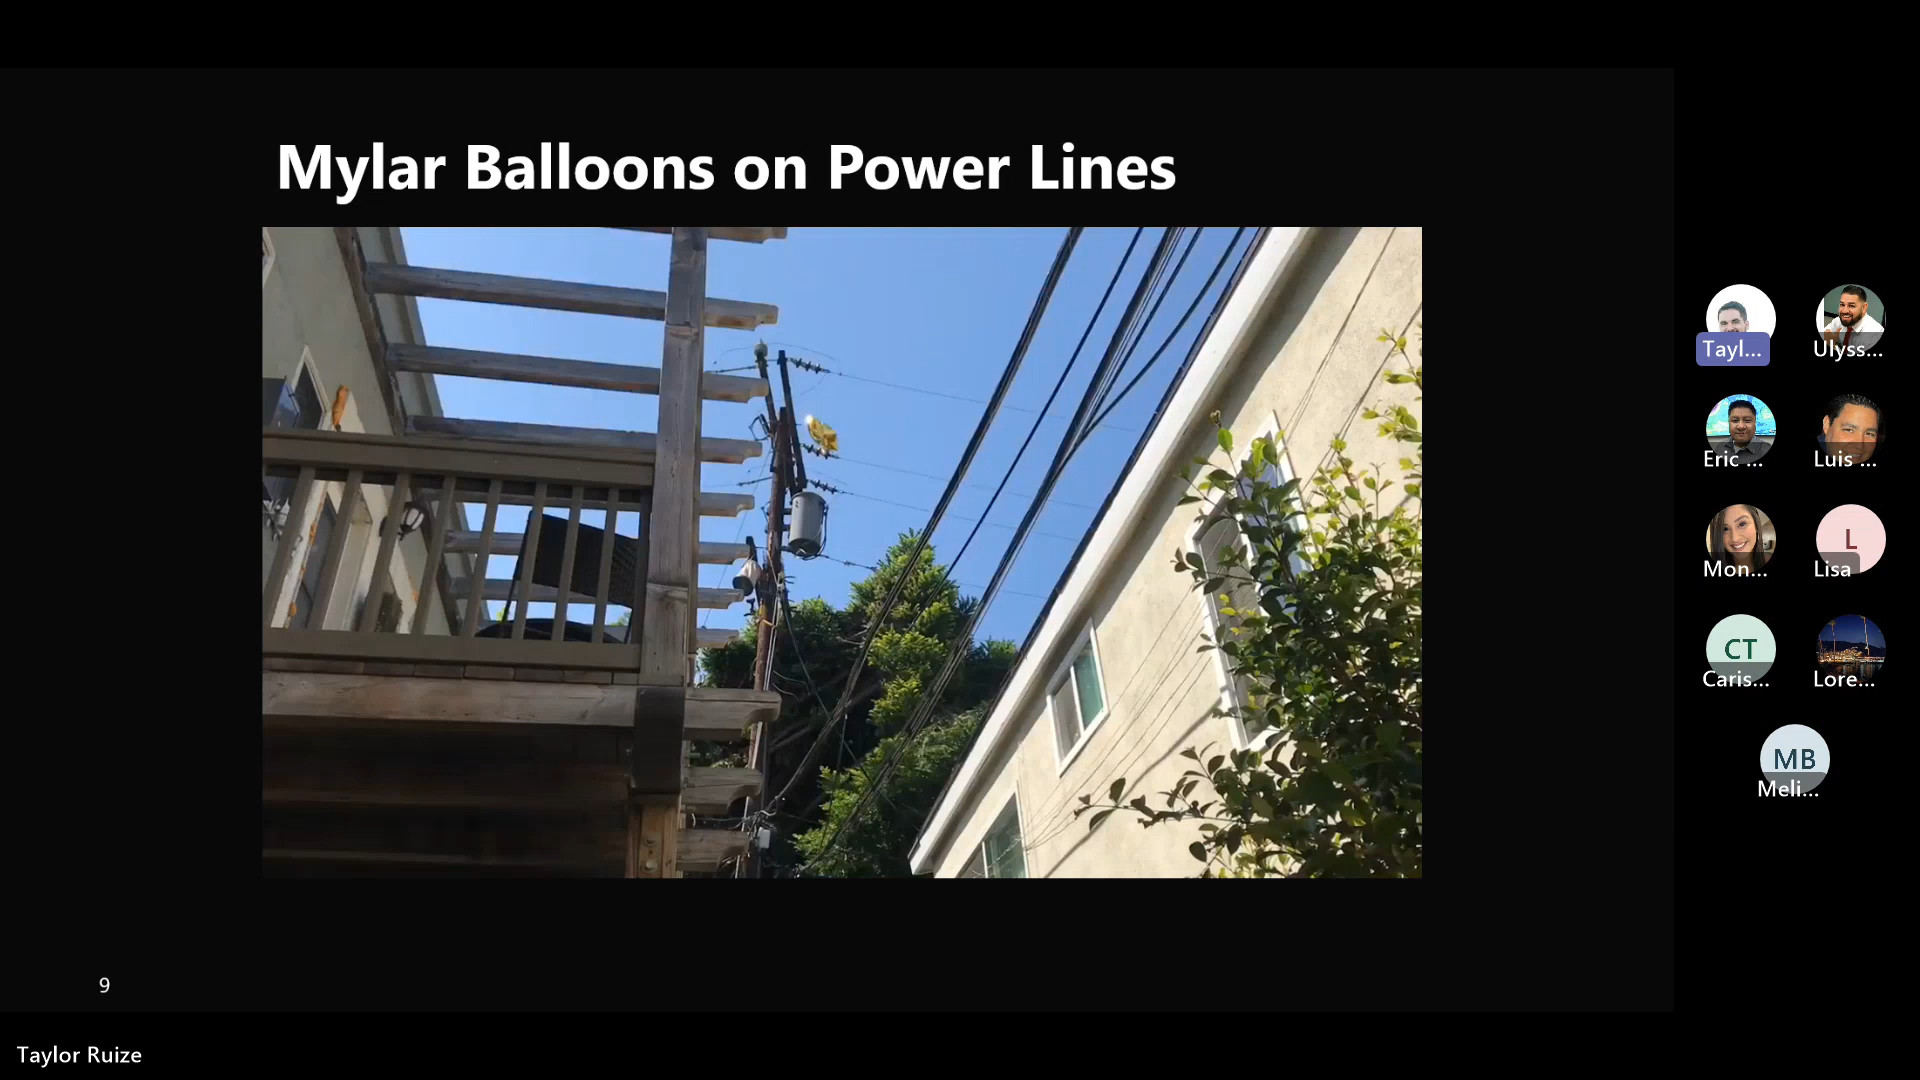 Mylar Balloons on Power Lines
Tayl...
Ulyss...
Eric ...
Luis ...
Mon...
L
Lisa
CT
Caris...
Lore...
MB
Meli...
9
Taylor Ruize